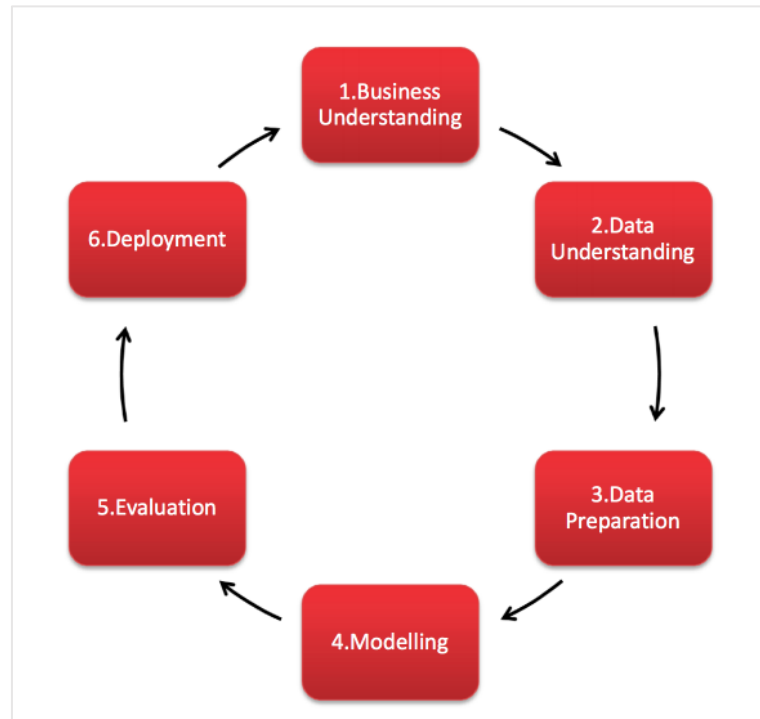 1.Business
Understanding
2.Data
Understanding
3.Data
Preparation
4.Modelling
5.Evaluation
6.Deployment